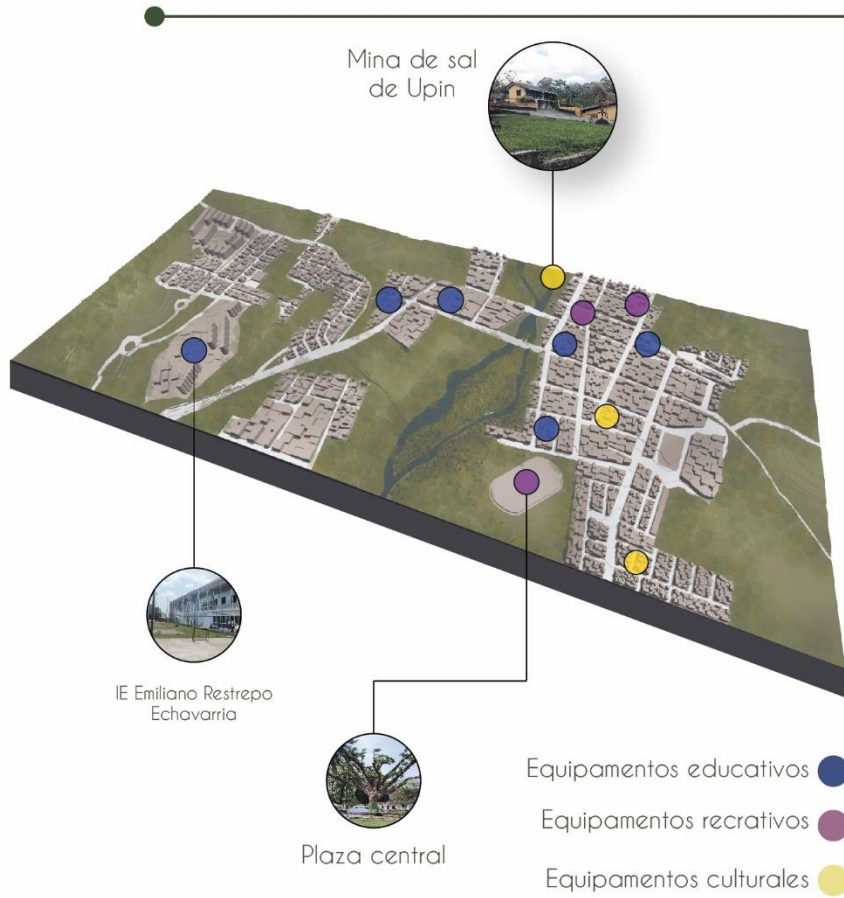 Mina de sal
de Upin
IE Emiliano Restrepo
Echavarria
Plaza central
Equipamentos educativos
Equipamentos recrativos
Equipamentos culturales